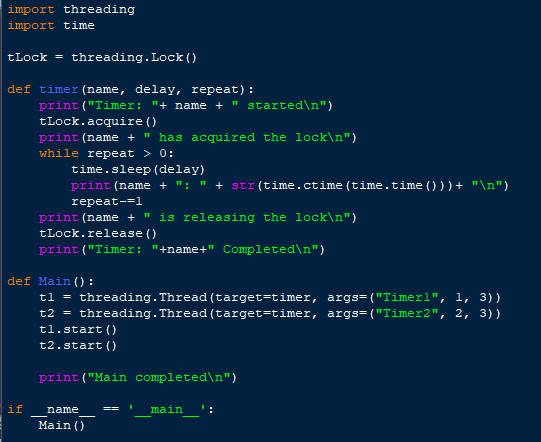 import threading
import time

tLock = threading.Lock()

def timer(name, delay, repeat):
    print("Timer: "+ name + " started\n")
    tLock.acquire()
    print(name + " has acquired the lock\n")
    while repeat > 0:
        time.sleep(delay)
        print(name + ": " + str(time.ctime(time.time()))+ "\n")
        repeat-=1
    print(name + " is releasing the lock\n")
    tLock.release()
    print("Timer: "+name+" Completed\n")

def Main():
    t1 = threading.Thread(target=timer, args=("Timer1", 1, 3))
    t2 = threading.Thread(target=timer, args=("Timer2", 2, 3))
    t1.start()
    t2.start()

    print("Main completed\n")

if __name__ == '__main__':
    Main()